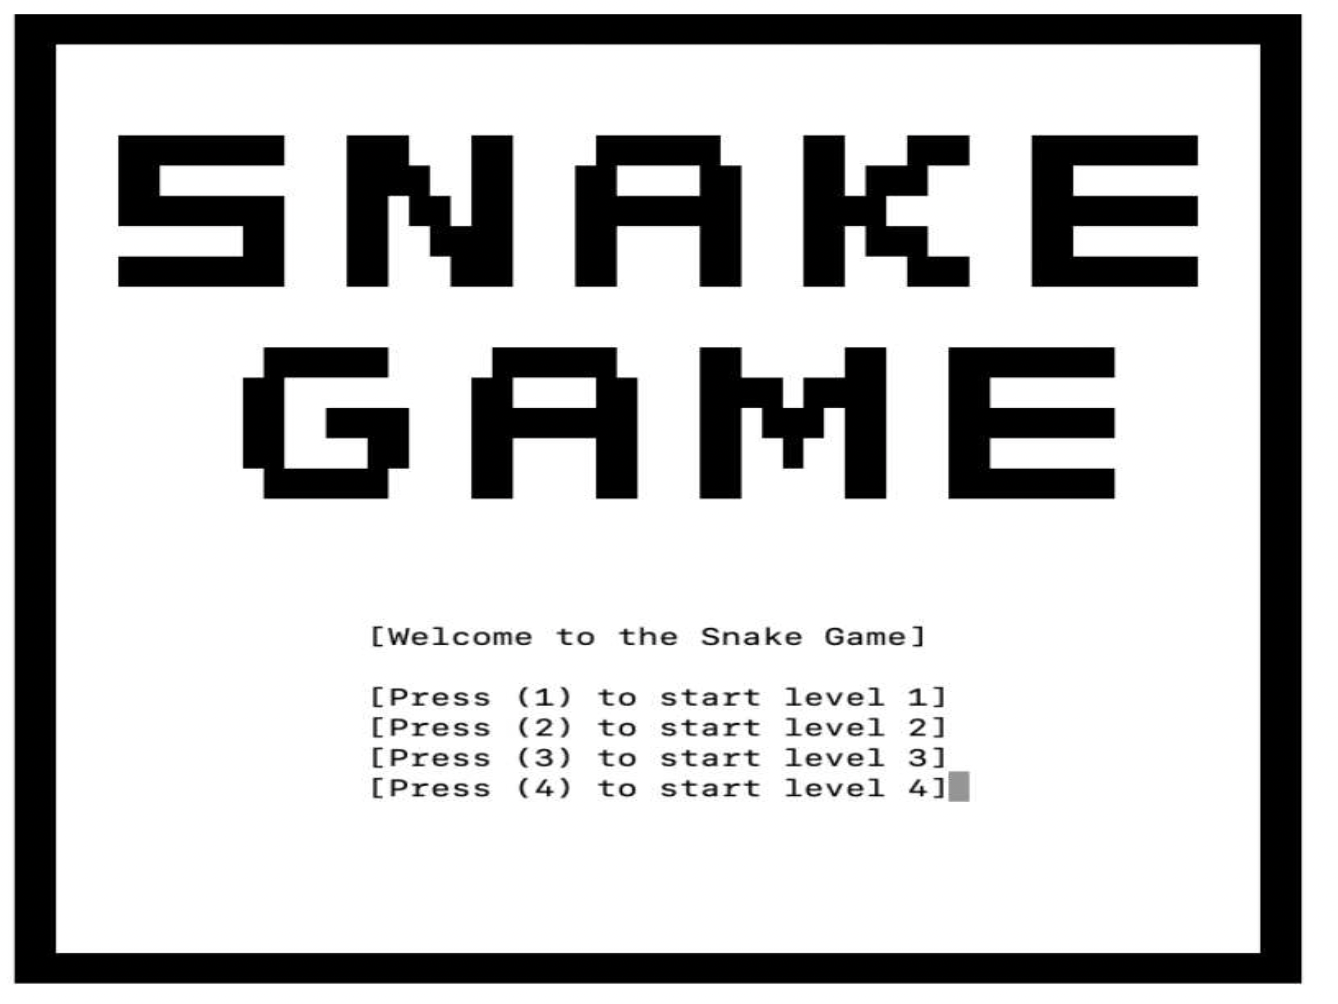 SNAKE
GAME
[Welcome to the Snake Game]
[Press (1) to start level 1]
[Press (2) to start level 2]
[Press (3) to start level 3]
[Press (4) to start level 4]